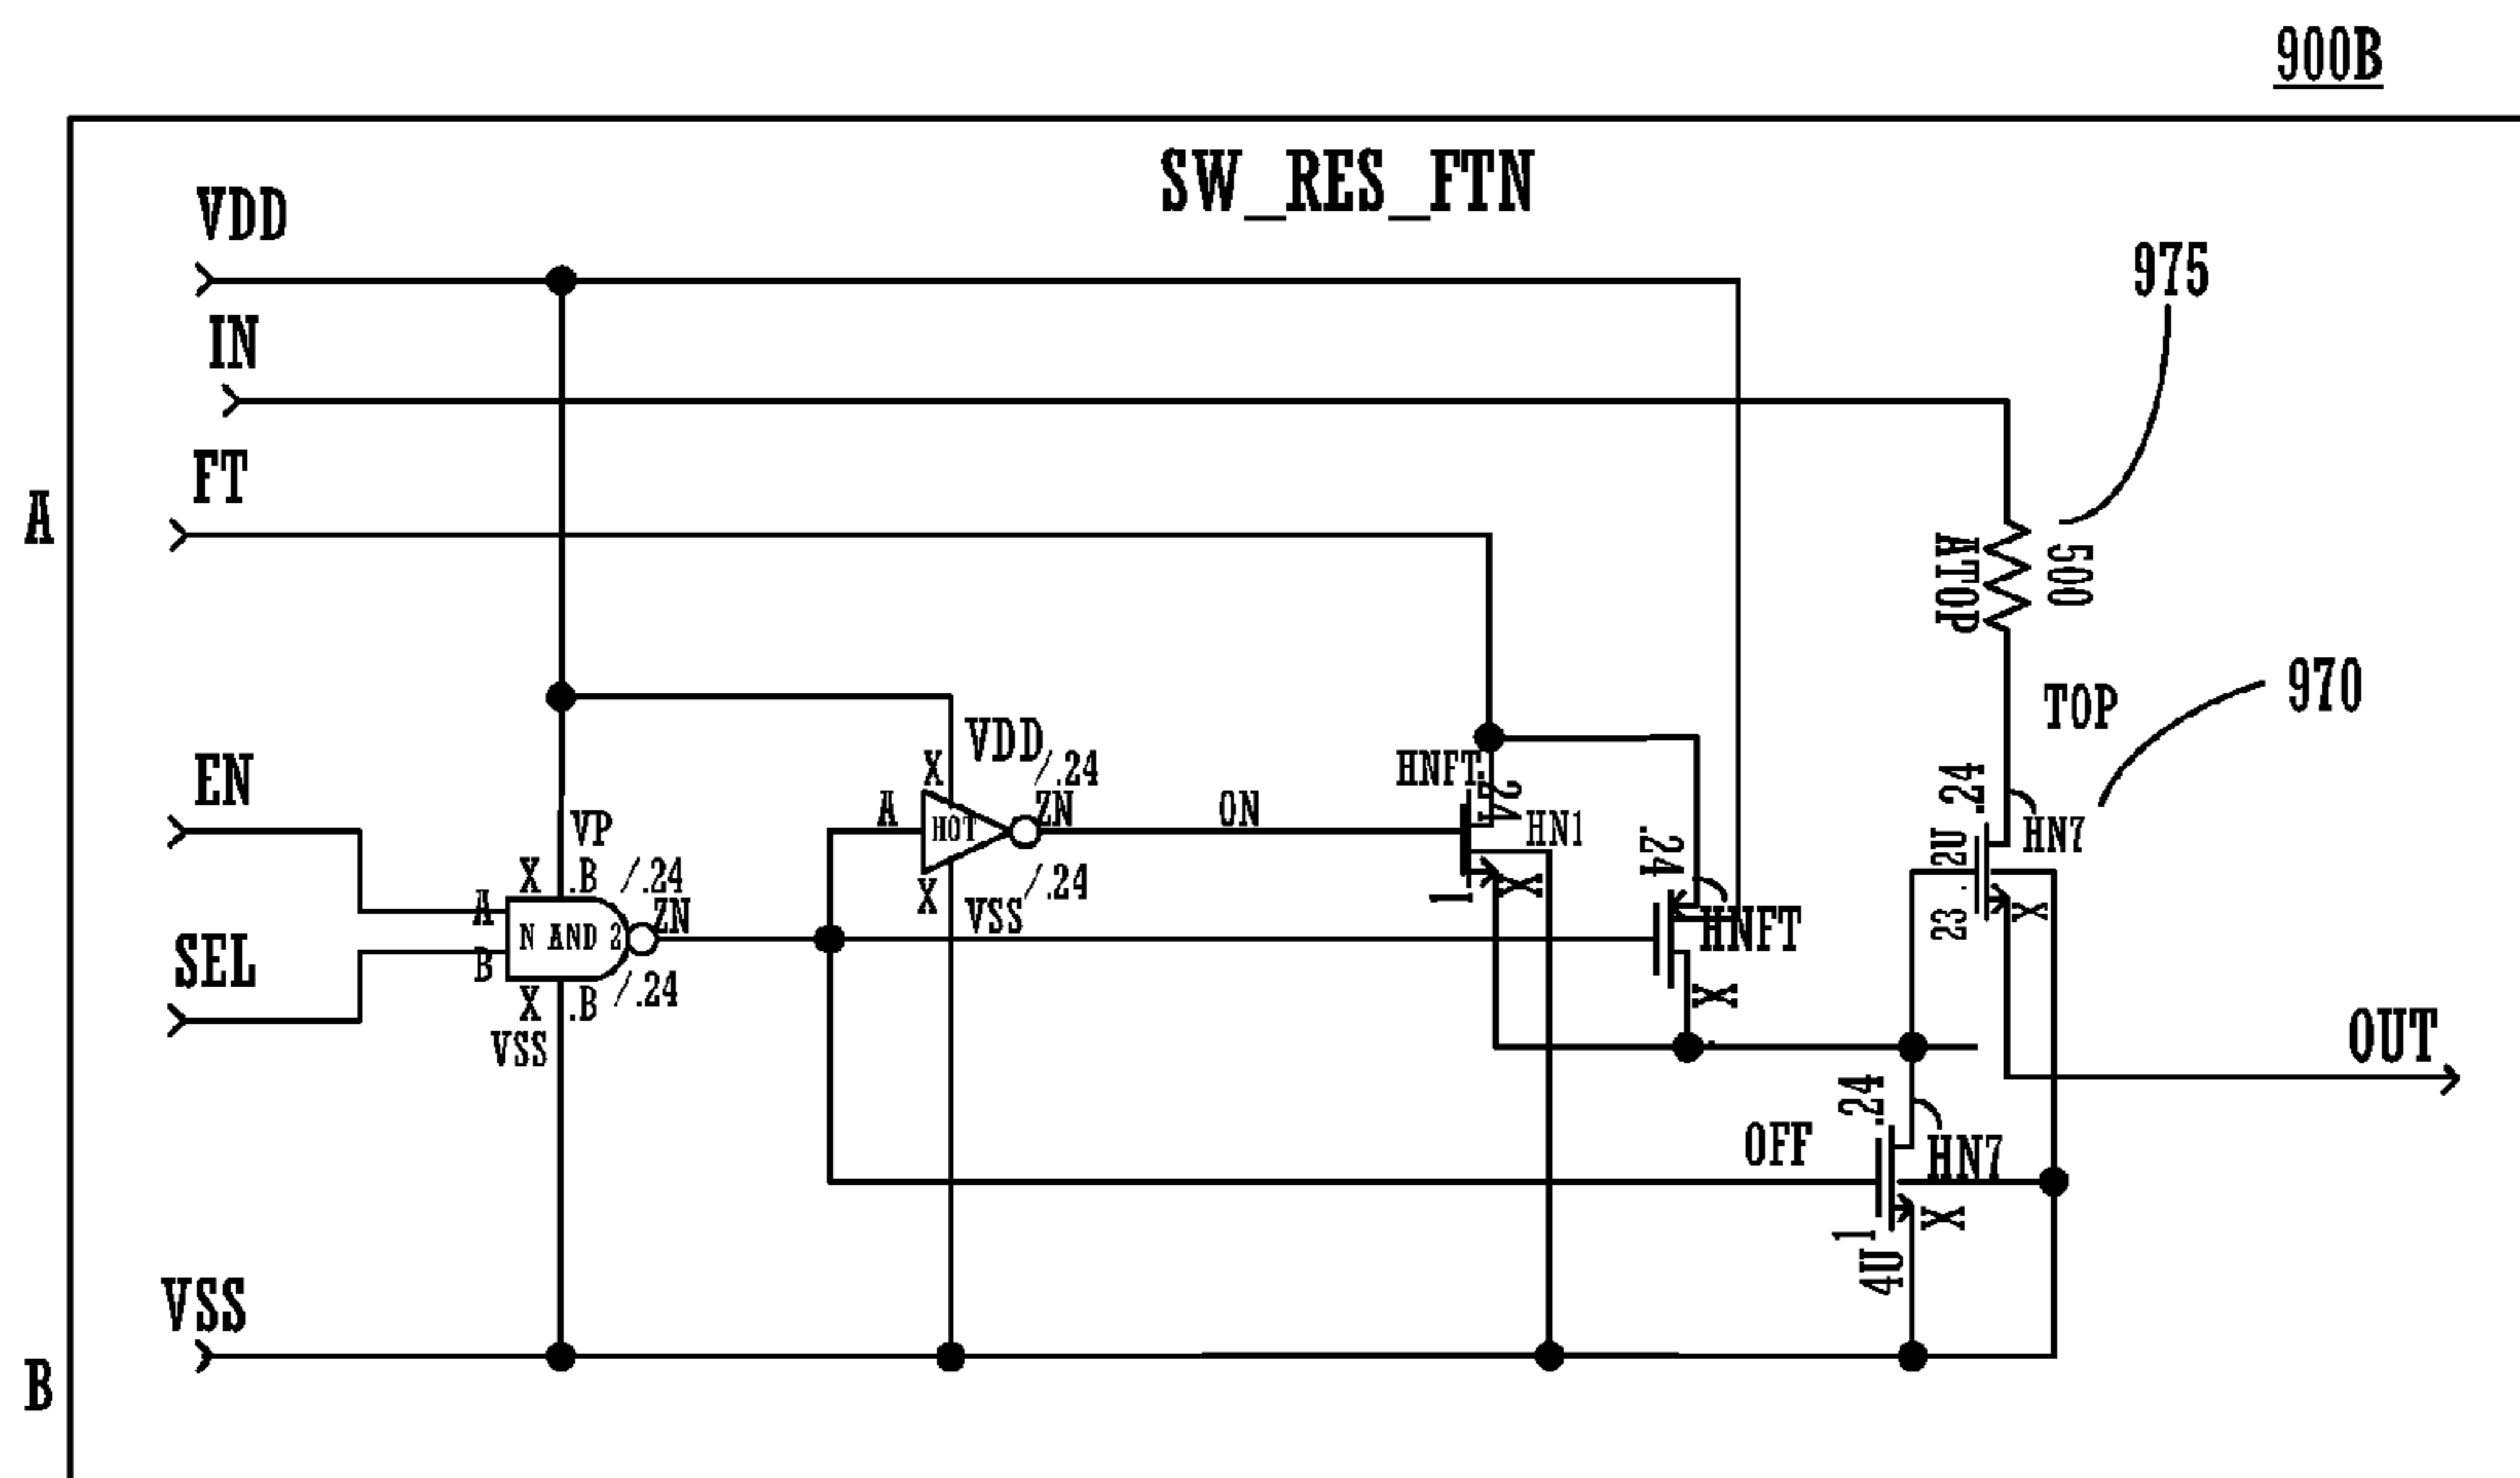 900B
SW_RES_FTN
VDD
IN
FT
A
975
RTOP
500
970
TOP
EN
VDD
X
/.24
HNFT
.24
.24
A
HOT
ZN
ON
HN1
.2U
HN7
VP
X .B /.24
X
VSS
/.24
1
X
.24
HNFT
23
X
SEL
A
N AND 2
ZN
B
X .B /.24
VSS
X
OUT
OFF
.24
HN7
1
4U
X
VSS
B